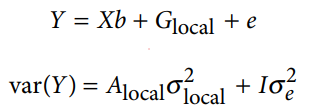 Y = Xb + G_local + e
var(Y) = A_local σ²_local + Iσ²_e